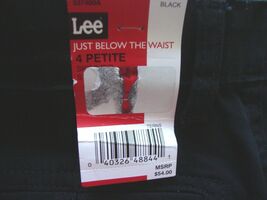 BLACK
Lee
JUST BELOW THE WAIST
4 PETITE
0 40326 48844 1
MSRP
$54.00